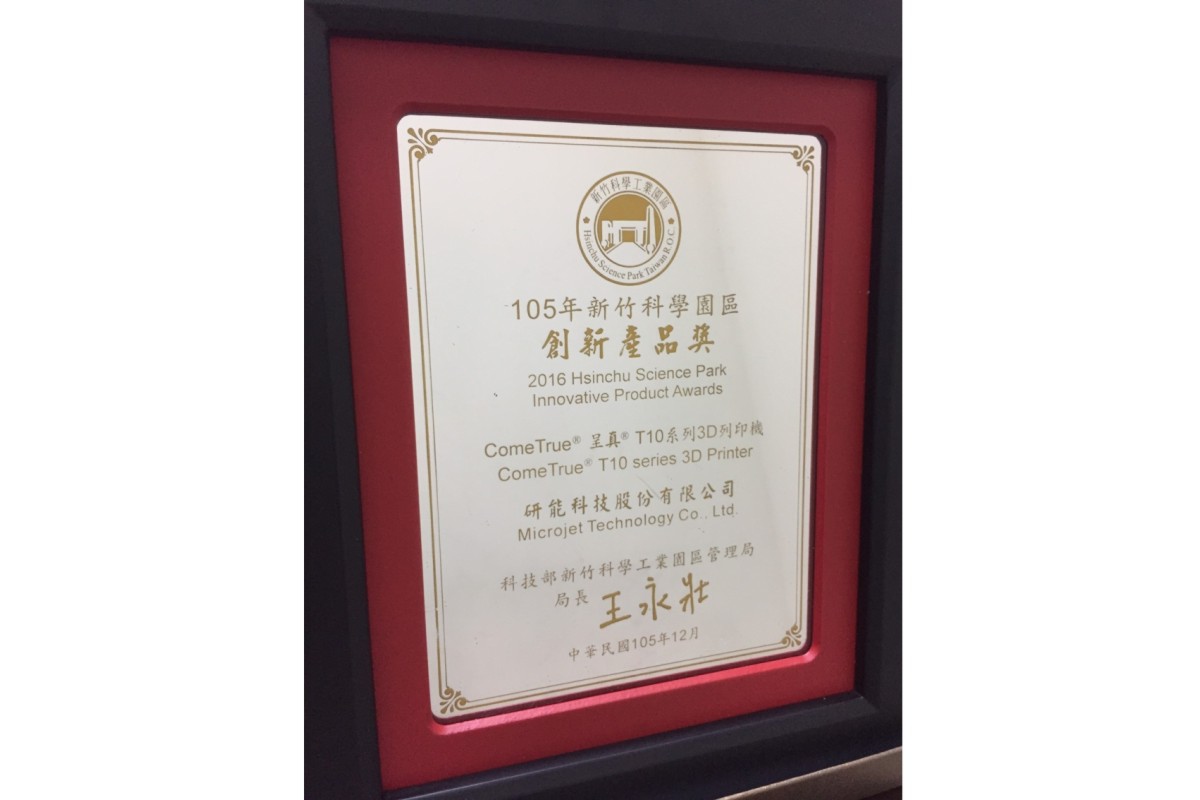 新竹科學工業園區
Hsinchu Science Park Taiwan R.O.C.
105年新竹科學園區
創新產品獎
2016 Hsinchu Science Park
Innovative Product Awards
ComeTrue® 呈真® T10系列3D列印機
ComeTrue® T10 series 3D Printer
研能科技股份有限公司
Microjet Technology Co., Ltd.
科技部新竹科學工業園區管理局
局長 王永壯
中華民國105年12月